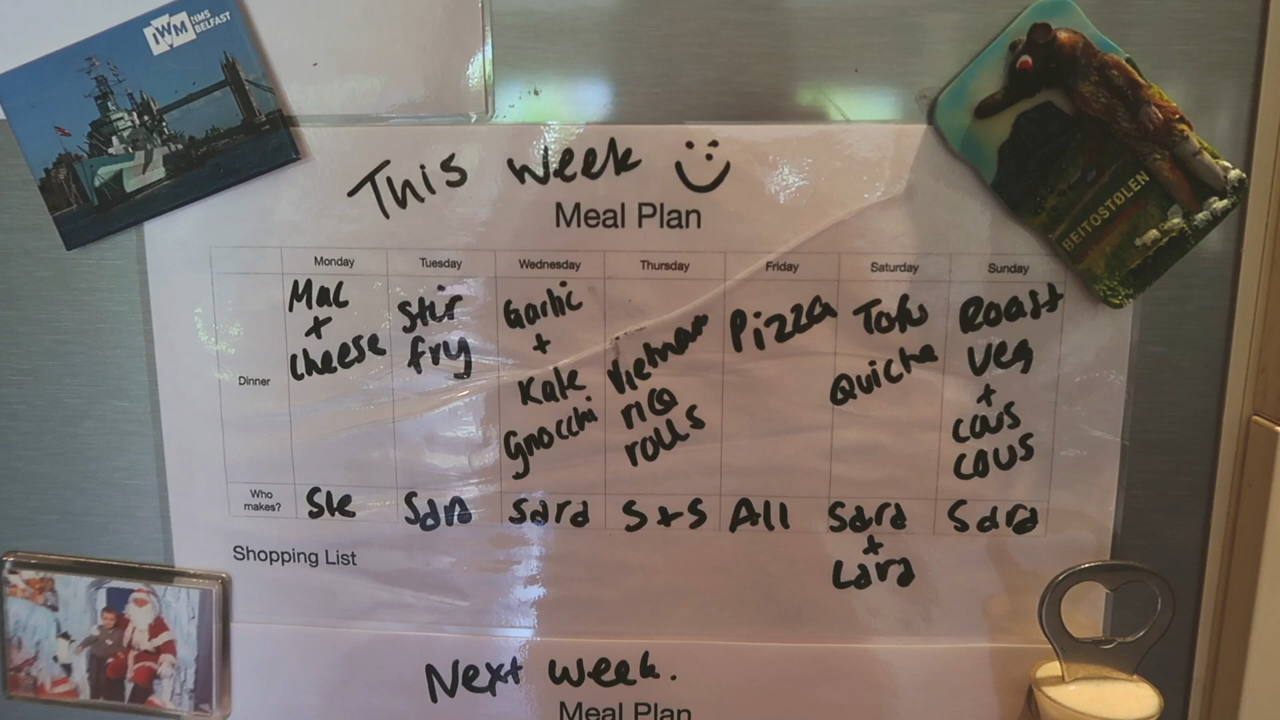 IWM HMS
BELFAST
BEITOSTØLEN
This week
Meal Plan
Monday Tuesday Wednesday Thursday Friday Saturday Sunday
Dinner
Mac
+
cheese
Stir
fry
Garlic
+
Kale
Gnocchi
Vietnam
rice
rolls
Pizza
Tofu
Quiche
Roast
veg
+
cous
cous
Who
makes?
Sara
S+S
All
Sara
+
Lara
Sara
Shopping List
Next week.
Meal Plan